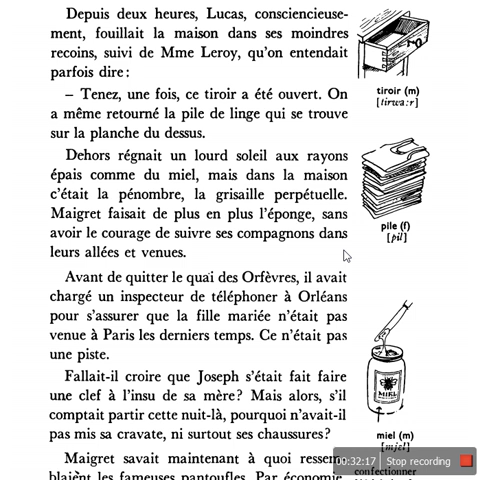 Depuis deux heures, Lucas, consciencieuse-
ment, fouillait la maison dans ses moindres
recoins, suivi de Mme Leroy, qu'on entendait
parfois dire :
– Tenez, une fois, ce tiroir a été ouvert. On
a même retourné la pile de linge qui se trouve
sur la planche du dessus.
Dehors régnait un lourd soleil aux rayons
épais comme du miel, mais dans la maison
c'était la pénombre, la grisaille perpétuelle.
Maigret faisait de plus en plus l'éponge, sans
avoir le courage de suivre ses compagnons dans
leurs allées et venues.
Avant de quitter le quai des Orfèvres, il avait
chargé un inspecteur de téléphoner à Orléans
pour s'assurer que la fille mariée n'était pas
venue à Paris les derniers temps. Ce n'était pas
une piste.
Fallait-il croire que Joseph s'était fait faire
une clef à l'insu de sa mère? Mais alors, s'il
comptait partir cette nuit-là, pourquoi n'avait-il
pas mis sa cravate, ni surtout ses chaussures?
Maigret savait maintenant à quoi ressem-
blaient les fameuses pantoufles. Par économie,
tiroir (m)
[tirwa:r]
pile (f)
[pil]
MIEL
miel (m)
[mjɛl]
confectionner
00:32:17 Stop recording